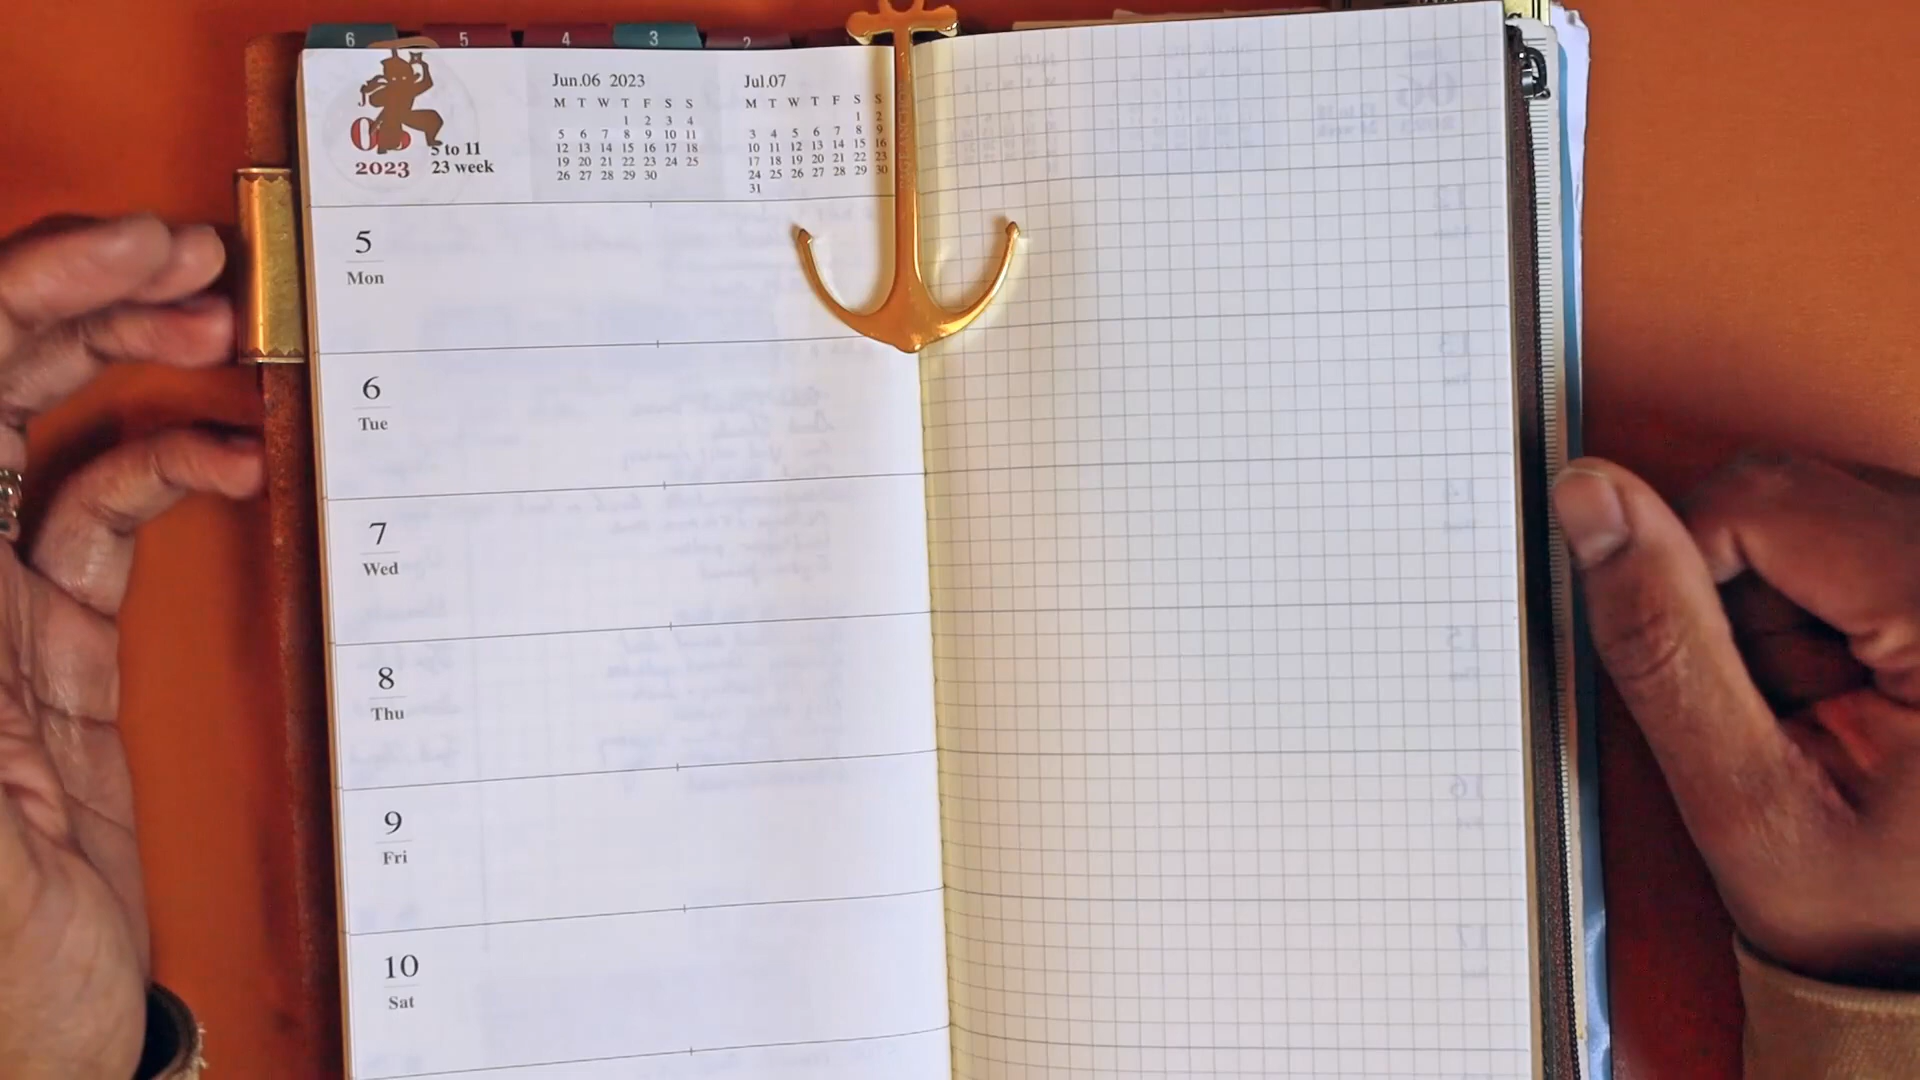 6 5 4 3 2
Jun.06 2023
M T W T F S S
1 2 3 4
5 6 7 8 9 10 11
12 13 14 15 16 17 18
19 20 21 22 23 24 25
26 27 28 29 30
Jul.07
M T W T F S S
1 2
3 4 5 6 7 8 9
10 11 12 13 14 15 16
17 18 19 20 21 22 23
24 25 26 27 28 29 30
31
5 to 11
2023 23 week
5
Mon
6
Tue
7
Wed
8
Thu
9
Fri
10
Sat